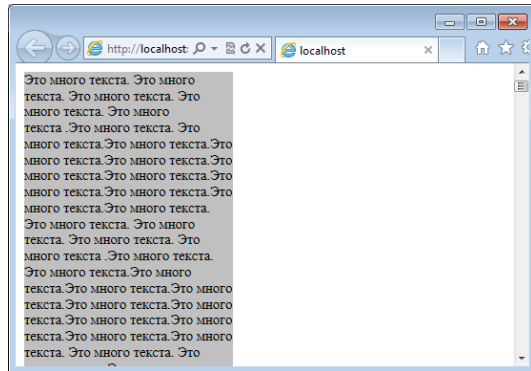 http://localhost:
localhost
Это много текста. Это много
текста. Это много текста. Это
много текста. Это много
текста .Это много текста. Это
много текста.Это много текста.Это
много текста.Это много текста.Это
много текста.Это много текста.Это
много текста.Это много текста.Это
много текста.Это много текста.
Это много текста. Это много
текста. Это много текста. Это
много текста .Это много текста.
Это много текста.Это много
текста.Это много текста.Это много
текста.Это много текста.Это много
текста.Это много текста.Это много
текста.Это много текста.Это много
текста. Это много текста. Это